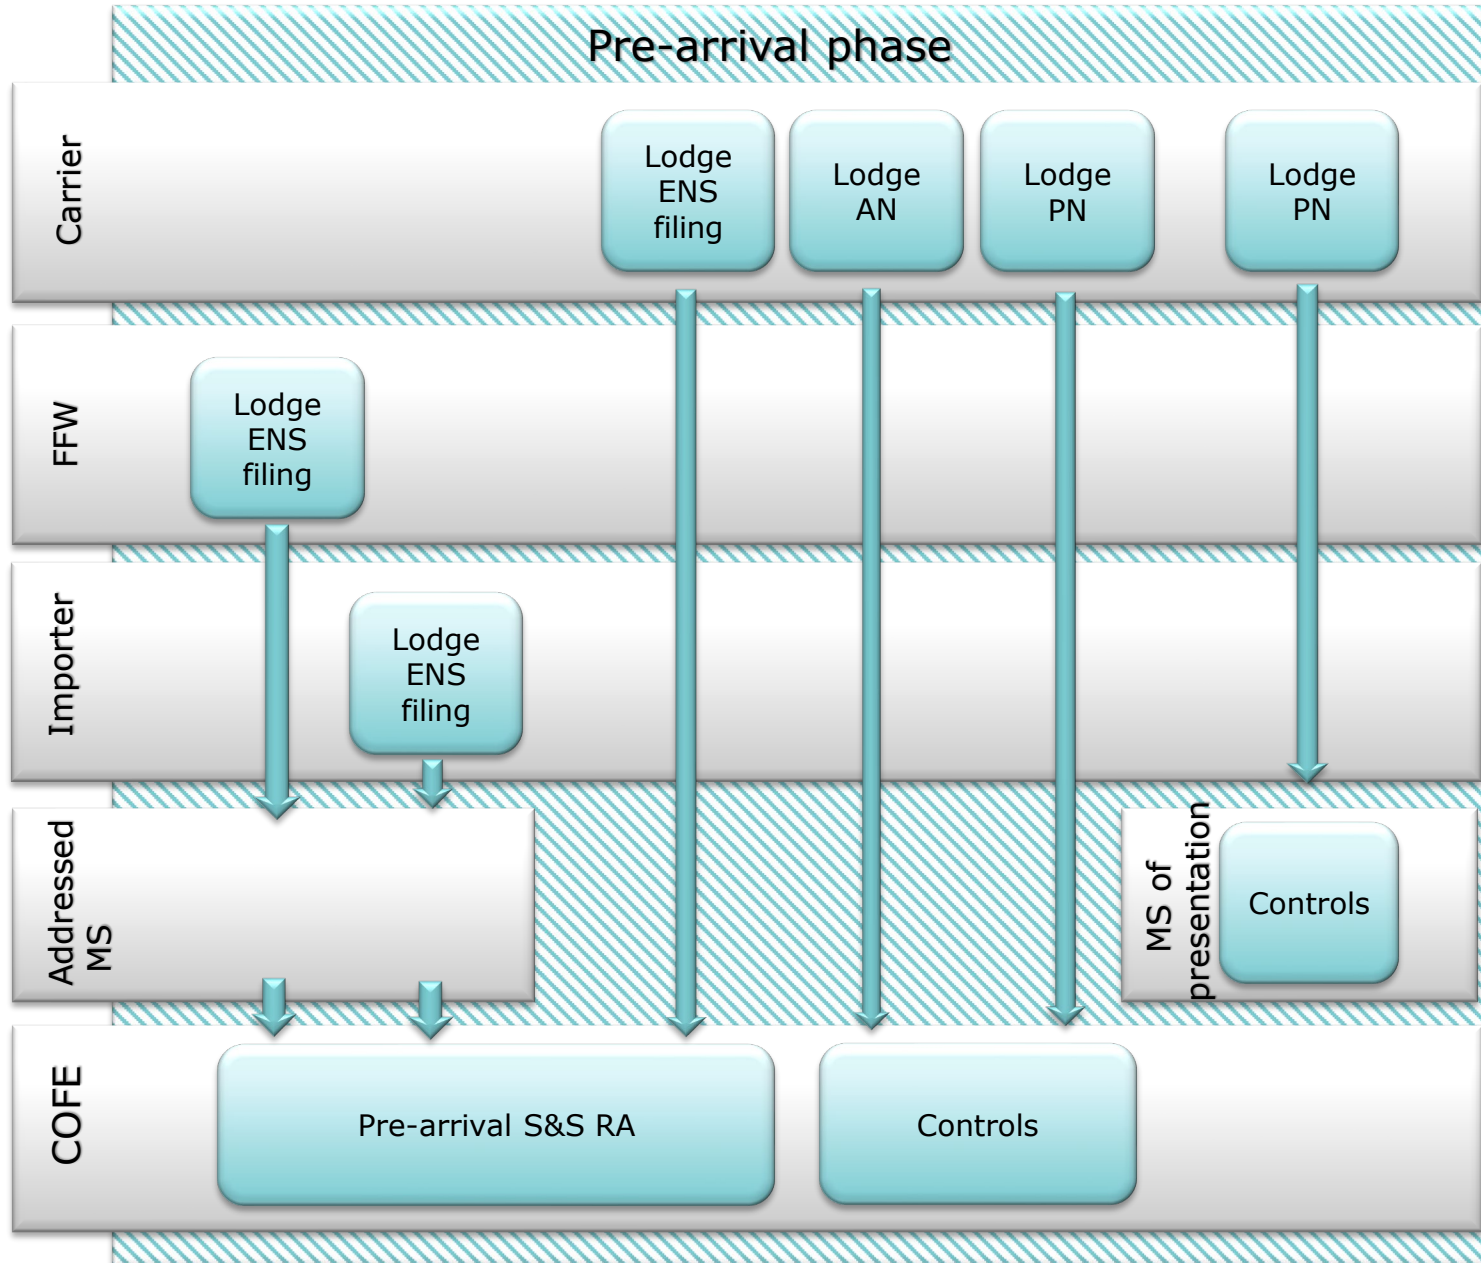 Pre-arrival phase
Carrier
Lodge
ENS
filing
Lodge
AN
Lodge
PN
Lodge
PN
FFW
Lodge
ENS
filing
Importer
Lodge
ENS
filing
Addressed
MS
MS of
presentation
Controls
COFE
Pre-arrival S&S RA
Controls